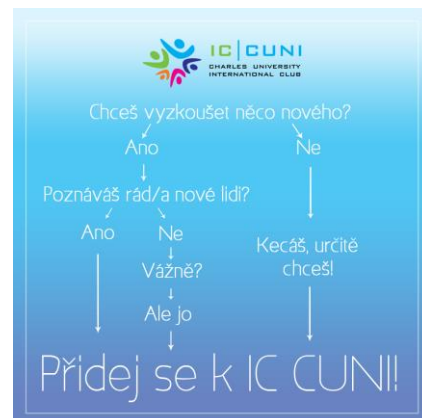 IC|CUNI
CHARLES UNIVERSITY
INTERNATIONAL CLUB
Chceš vyzkoušet něco nového?
Ano
Ne
Poznáváš rád/a nové lidi?
Ano
Ne
Kecáš, určitě
chceš!
Vážně?
Ale jo
Přidej se k IC CUNI!